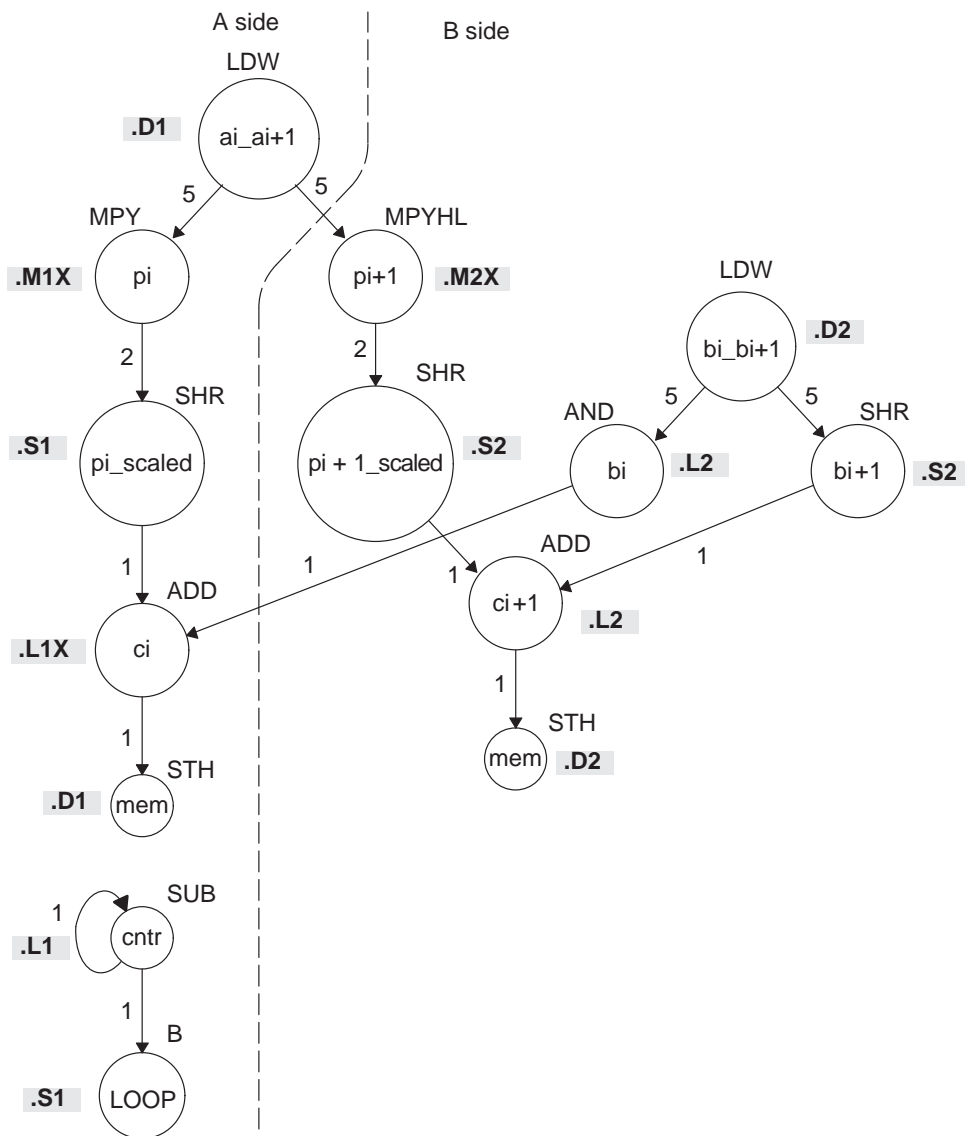 A side
B side
LDW
.D1
ai_ai+1
5
5
MPY
MPYHL
.M1X
pi
pi+1
.M2X
LDW
.D2
bi_bi+1
2
2
SHR
SHR
5
5
AND
SHR
.S1
pi_scaled
pi + 1_scaled
.S2
bi
.L2
bi+1
.S2
1
ADD
1
1
ADD
1
.L1X
ci
ci+1
.L2
1
1
STH
STH
.D1
mem
mem
.D2
SUB
1
.L1
cntr
1
B
.S1
LOOP